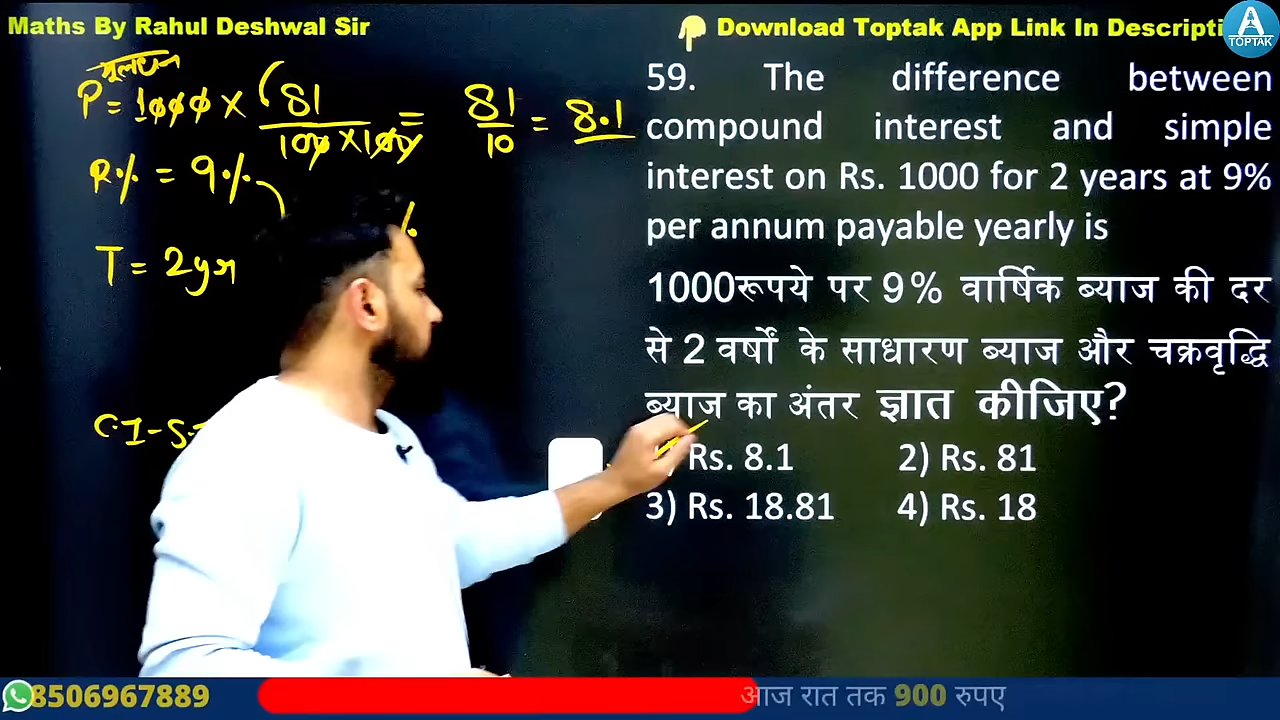 Maths By Rahul Deshwal Sir
Download Toptak App Link In Descripti
TOPTAK
मूलधन
P = 1000 × 81 / 100 × 100 = 81 / 10 = 8.1
R% = 9%
%
T = 2yr
C.I - S.I
59. The difference between
compound interest and simple
interest on Rs. 1000 for 2 years at 9%
per annum payable yearly is
1000रूपये पर 9% वार्षिक ब्याज की दर
से 2 वर्षों के साधारण ब्याज और चक्रवृद्धि
ब्याज का अंतर ज्ञात कीजिए?
1) Rs. 8.1 2) Rs. 81
3) Rs. 18.81 4) Rs. 18
8506967889
आज रात तक 900 रुपए